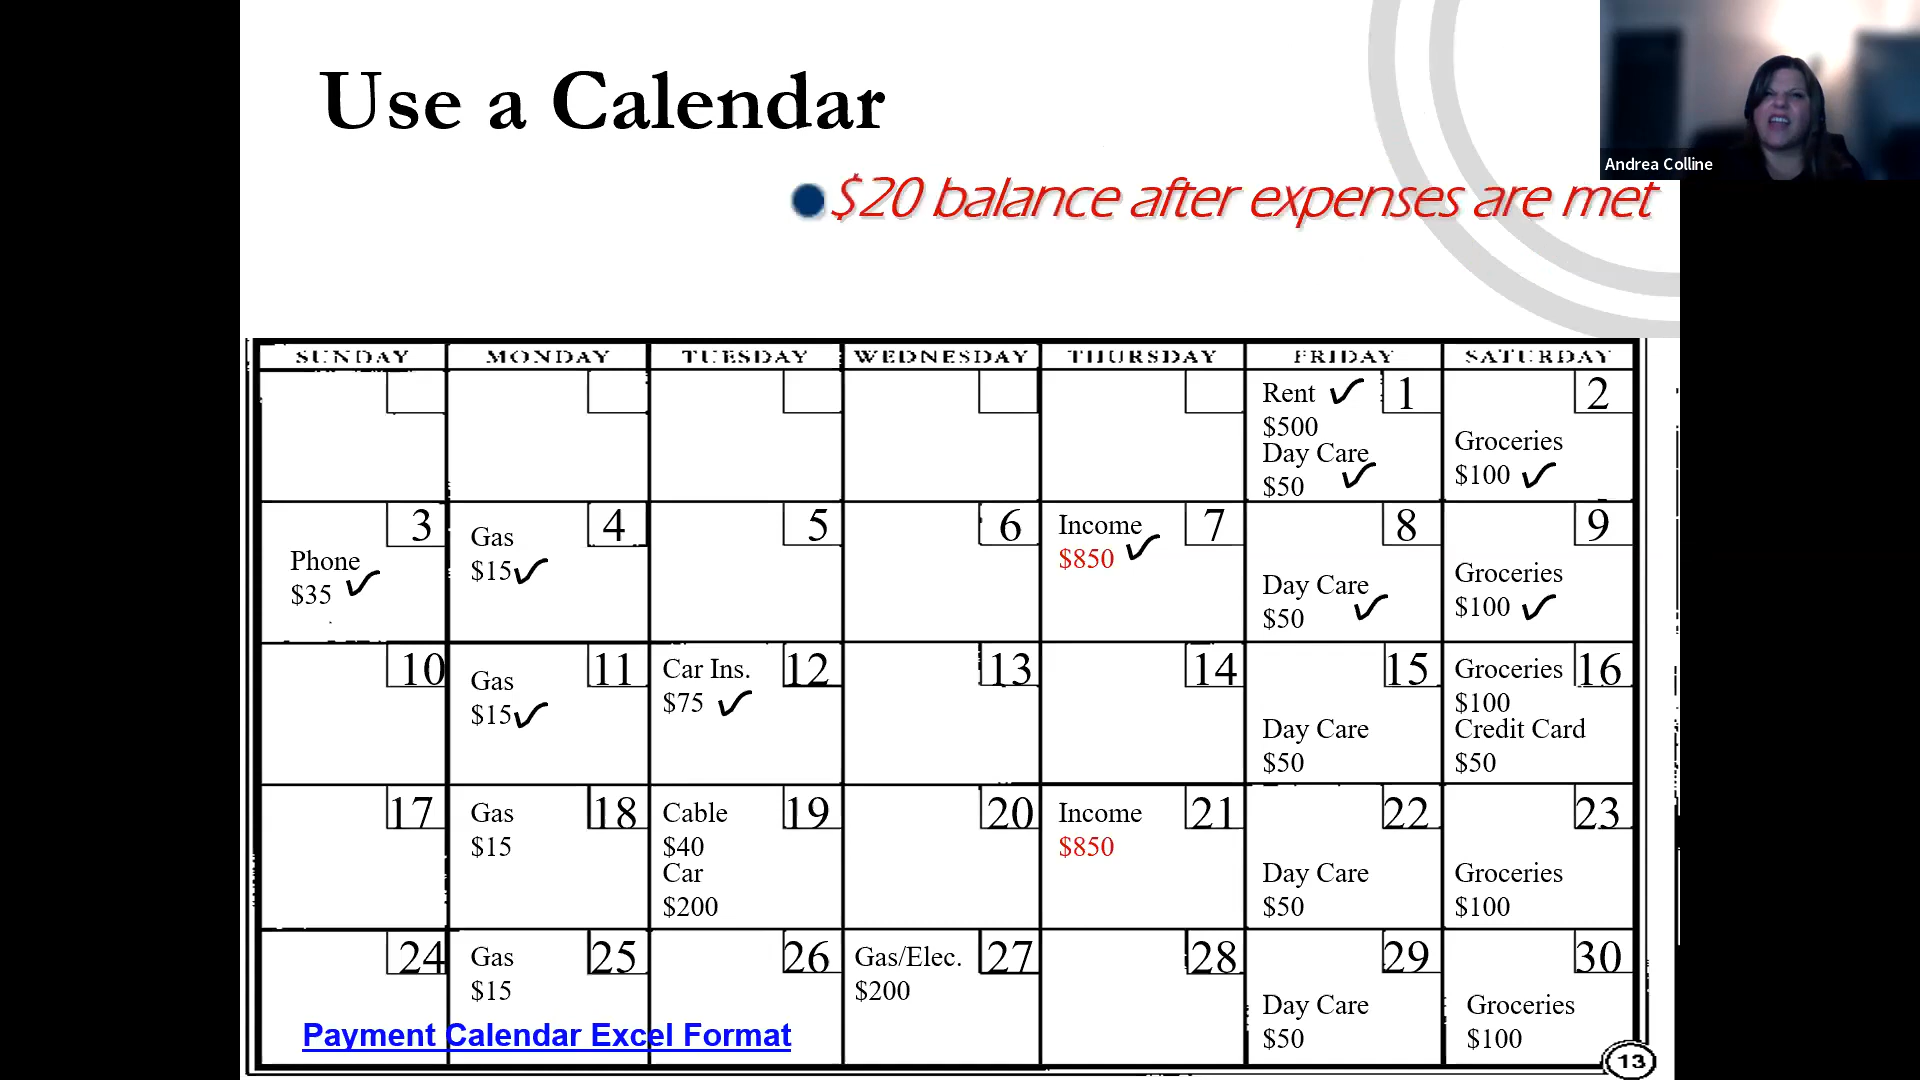 Use a Calendar
Andrea Colline
$20 balance after expenses are met
SUNDAY MONDAY TUESDAY WEDNESDAY THURSDAY FRIDAY SATURDAY
Rent 1 2
$500 Groceries
Day Care $100
$50
3 4 5 6 Income 7 8 9
Phone Gas $850 Day Care Groceries
$35 $15 $50 $100
10 Gas 11 Car Ins. 12 13 14 15 Groceries 16
$15 $75 $100
Day Care Credit Card
$50 $50
17 Gas 18 Cable 19 20 Income 21 22 23
$15 $40 $850
Car Day Care Groceries
$200 $50 $100
24 Gas 25 26 Gas/Elec. 27 28 29 30
$15 $200 Day Care Groceries
Payment Calendar Excel Format $50 $100
13